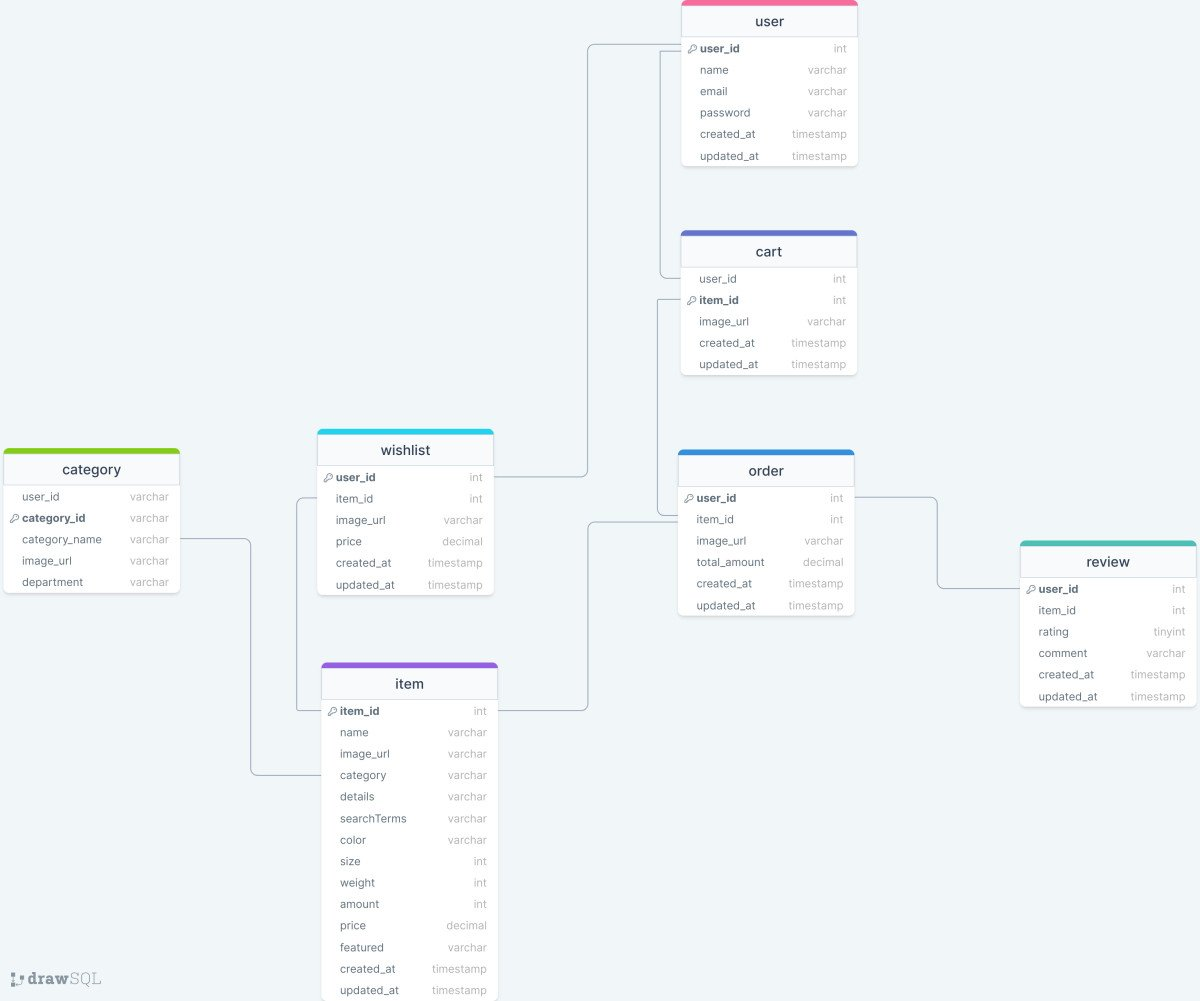 user
user_id int
name varchar
email varchar
password varchar
created_at timestamp
updated_at timestamp
cart
user_id int
item_id int
image_url varchar
created_at timestamp
updated_at timestamp
category
user_id varchar
category_id varchar
category_name varchar
image_url varchar
department varchar
wishlist
user_id int
item_id int
image_url varchar
price decimal
created_at timestamp
updated_at timestamp
order
user_id int
item_id int
image_url varchar
total_amount decimal
created_at timestamp
updated_at timestamp
review
user_id int
item_id int
rating tinyint
comment varchar
created_at timestamp
updated_at timestamp
item
item_id int
name varchar
image_url varchar
category varchar
details varchar
searchTerms varchar
color varchar
size int
weight int
amount int
price decimal
featured varchar
created_at timestamp
updated_at timestamp
drawSQL